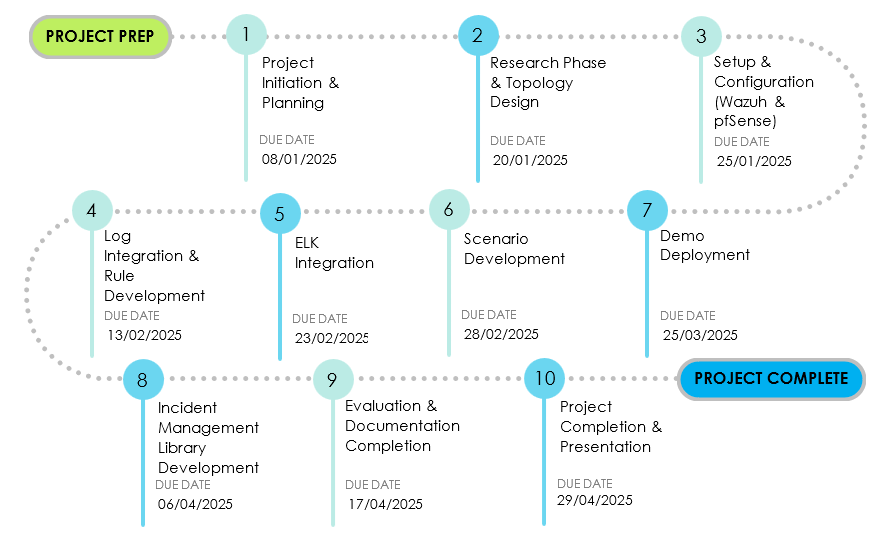 PROJECT PREP
1
Project
Initiation &
Planning
DUE DATE
08/01/2025
2
Research Phase
& Topology
Design
DUE DATE
20/01/2025
3
Setup &
Configuration
(Wazuh &
pfSense)
DUE DATE
25/01/2025
4
Log
Integration &
Rule
Development
DUE DATE
13/02/2025
5
ELK
Integration
DUE DATE
23/02/2025
6
Scenario
Development
DUE DATE
28/02/2025
7
Demo
Deployment
DUE DATE
25/03/2025
8
Incident
Management
Library
Development
DUE DATE
06/04/2025
9
Evaluation &
Documentation
Completion
DUE DATE
17/04/2025
10
Project
Completion &
Presentation
DUE DATE
29/04/2025
PROJECT COMPLETE